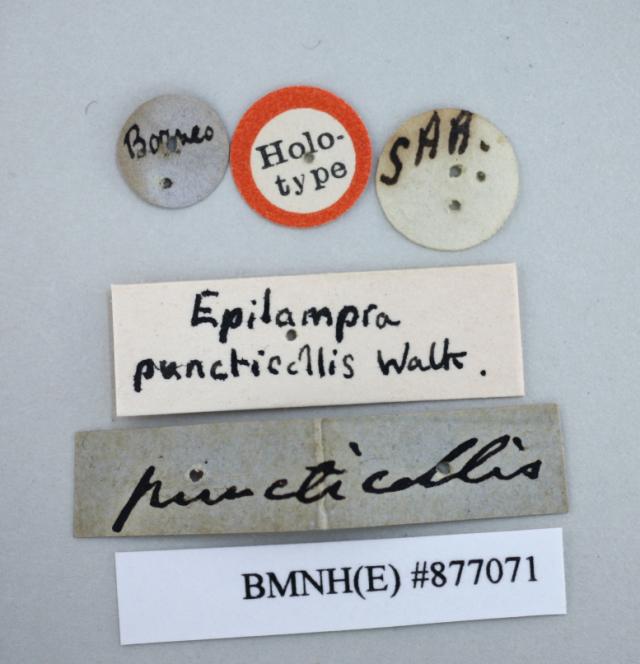 Borneo
Holo-
type
SAR.
Epilampra
puncticollis Walk.
puncticollis
BMNH(E) #877071